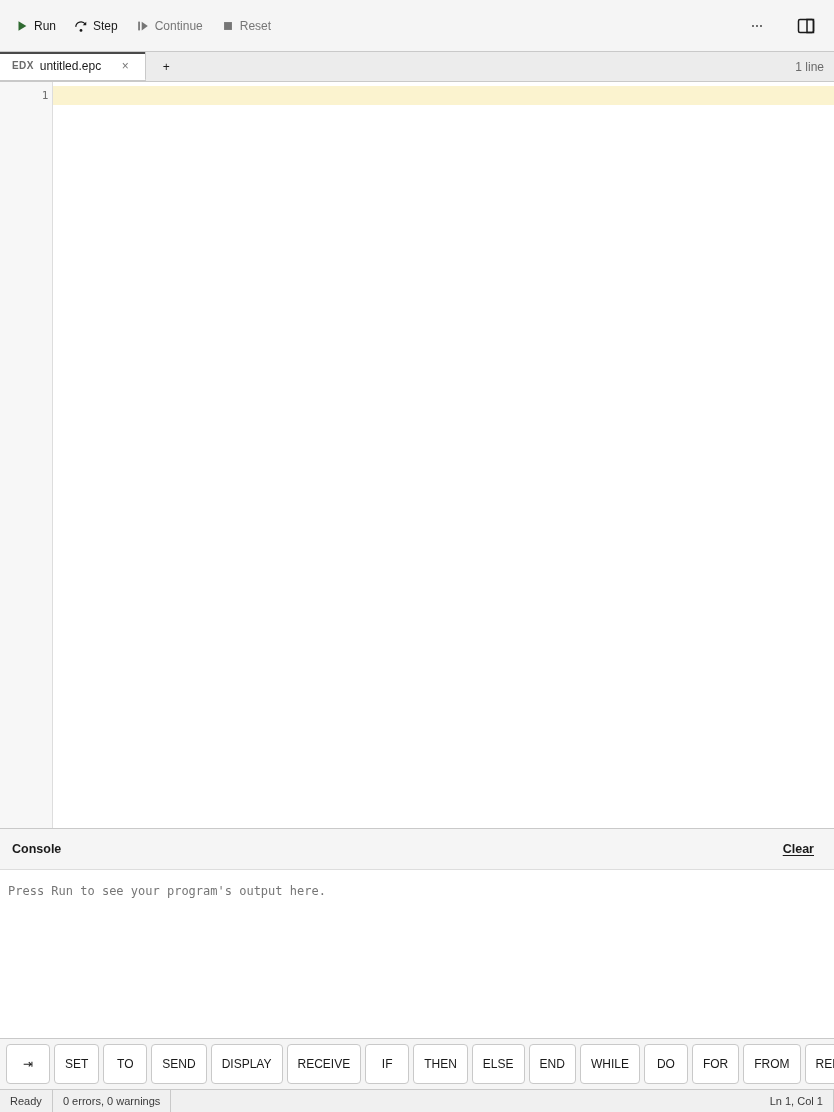 Run Step Continue Reset ...
EDX untitled.epc × + 1 line
1
Console Clear
Press Run to see your program's output here.
⇥ SET TO SEND DISPLAY RECEIVE IF THEN ELSE END WHILE DO FOR FROM
Ready 0 errors, 0 warnings Ln 1, Col 1